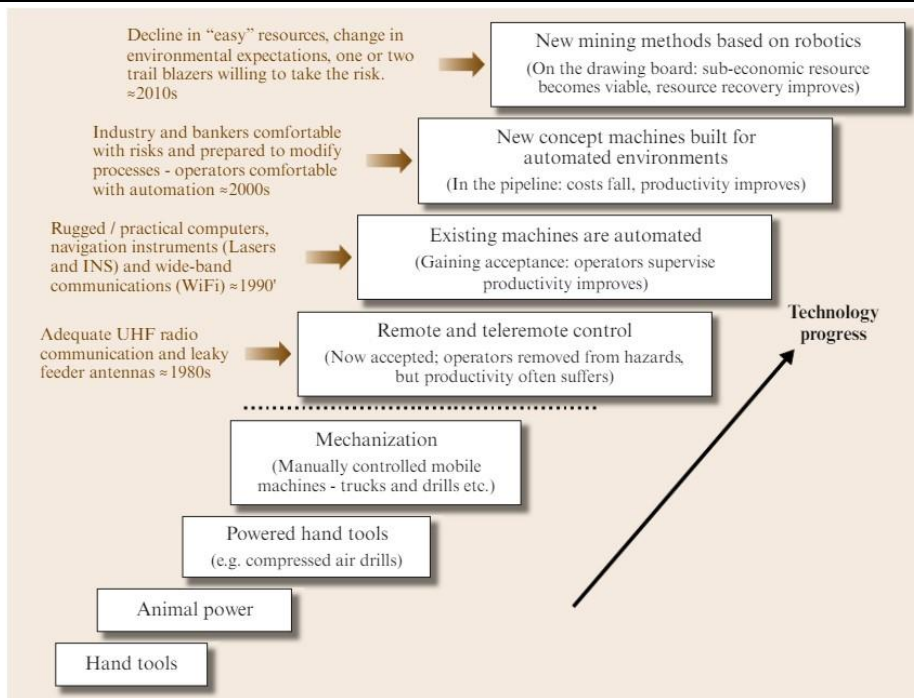 Decline in “easy” resources, change in
environmental expectations, one or two
trail blazers willing to take the risk.
≈2010s
New mining methods based on robotics
(On the drawing board: sub-economic resource
becomes viable, resource recovery improves)
Industry and bankers comfortable
with risks and prepared to modify
processes - operators comfortable
with automation ≈2000s
New concept machines built for
automated environments
(In the pipeline: costs fall, productivity improves)
Rugged / practical computers,
navigation instruments (Lasers
and INS) and wide-band
communications (WiFi) ≈1990'
Existing machines are automated
(Gaining acceptance: operators supervise
productivity improves)
Adequate UHF radio
communication and leaky
feeder antennas ≈1980s
Remote and teleremote control
(Now accepted; operators removed from hazards,
but productivity often suffers)
Technology
progress
Mechanization
(Manually controlled mobile
machines - trucks and drills etc.)
Powered hand tools
(e.g. compressed air drills)
Animal power
Hand tools